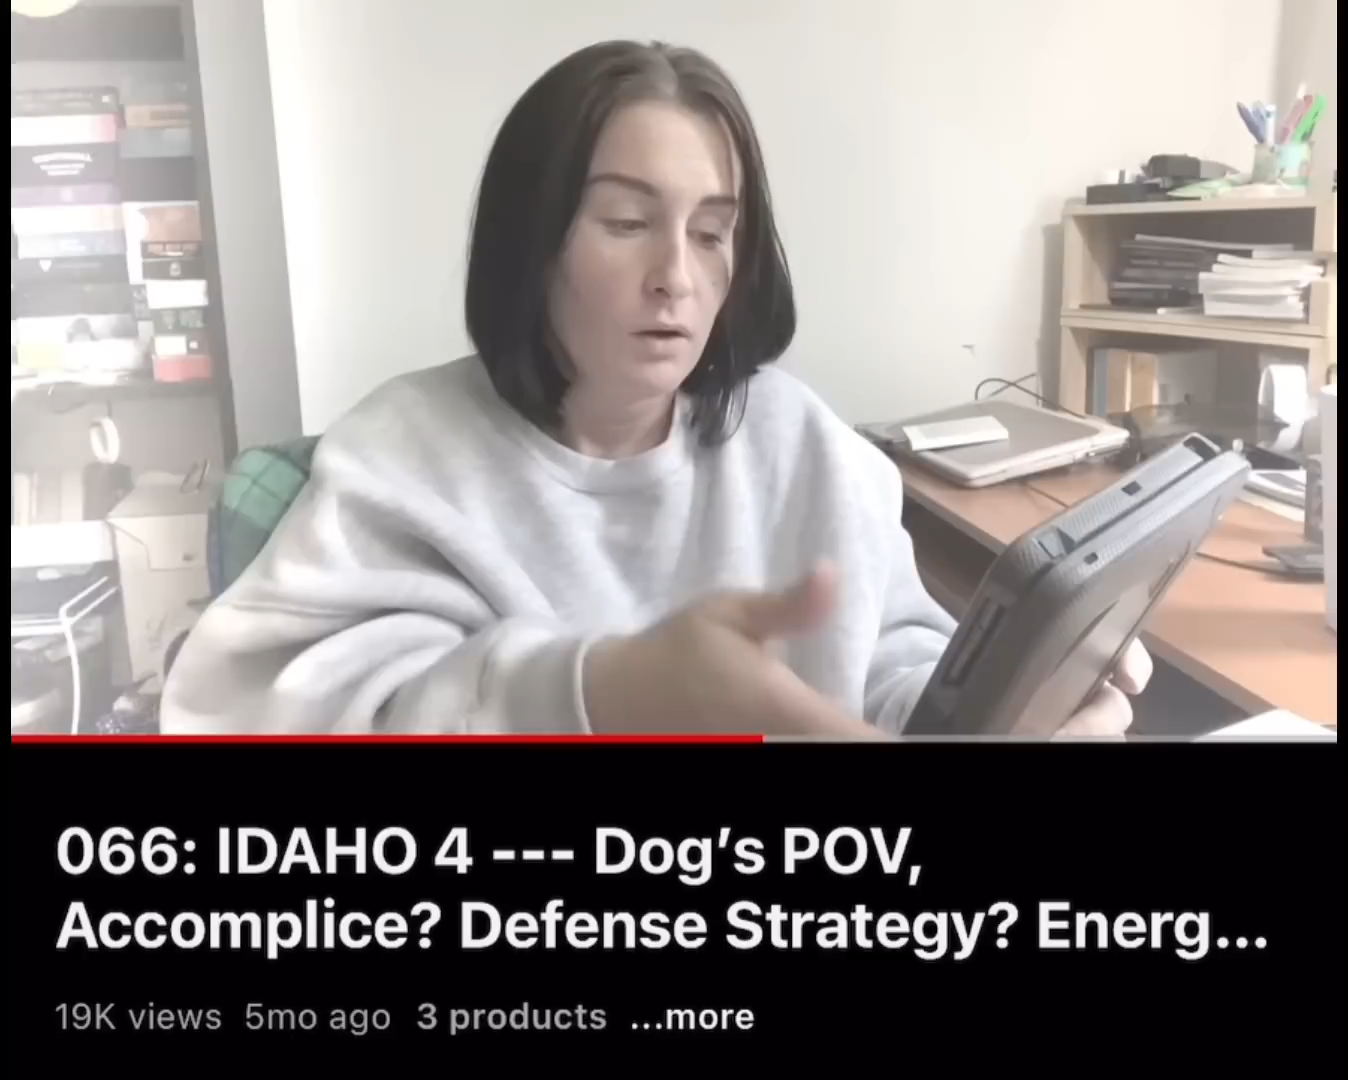 066: IDAHO 4 --- Dog’s POV,
Accomplice? Defense Strategy? Energ...
19K views 5mo ago 3 products ...more